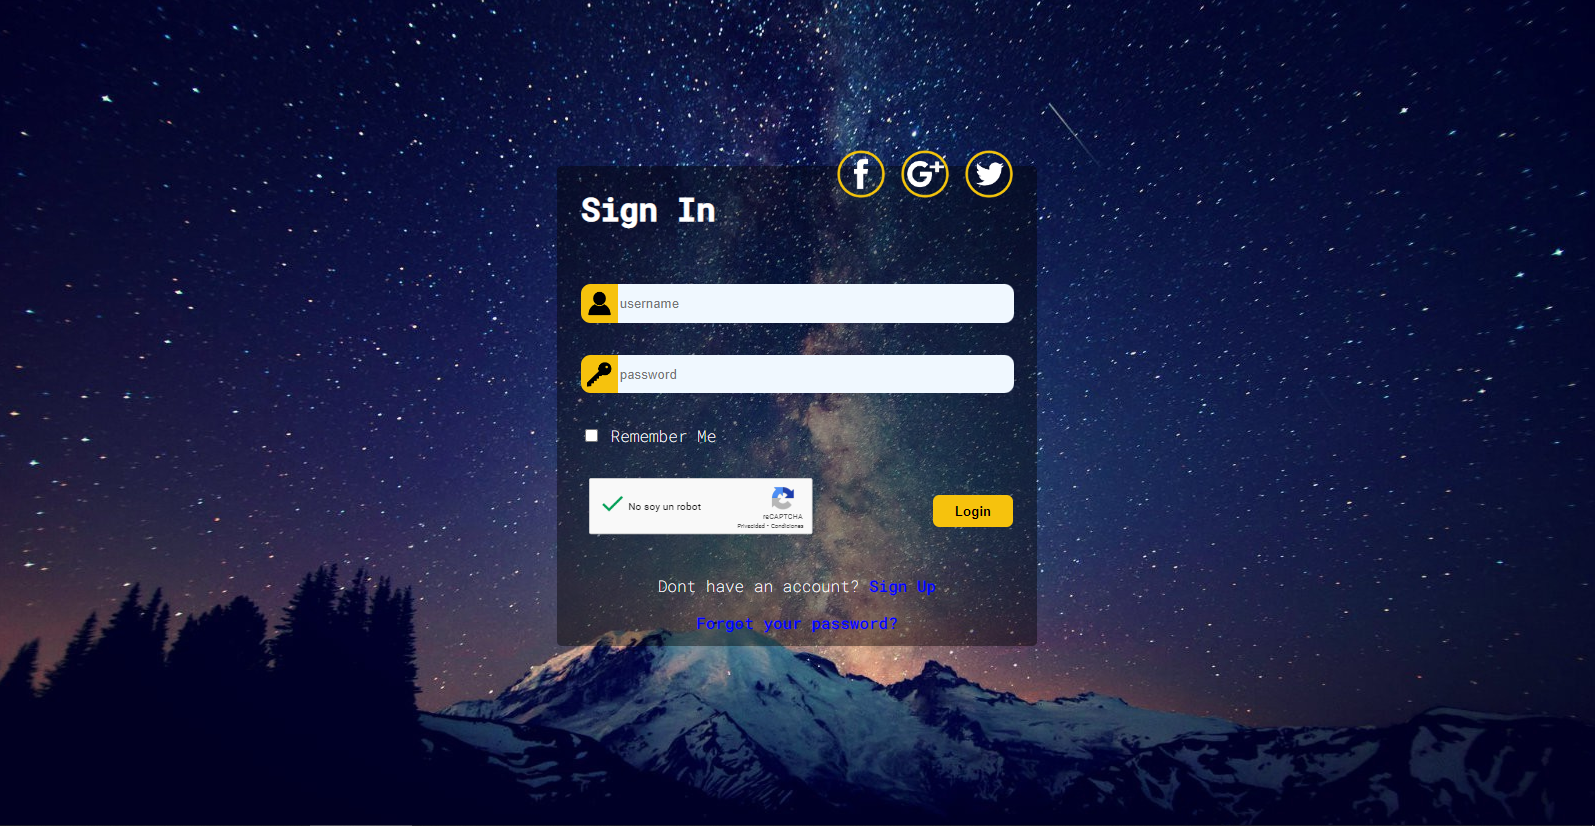 Sign In
username
password
Remember Me
No soy un robot
reCAPTCHA
Privacidad - Condiciones
Login
Dont have an account? Sign Up
Forgot your password?